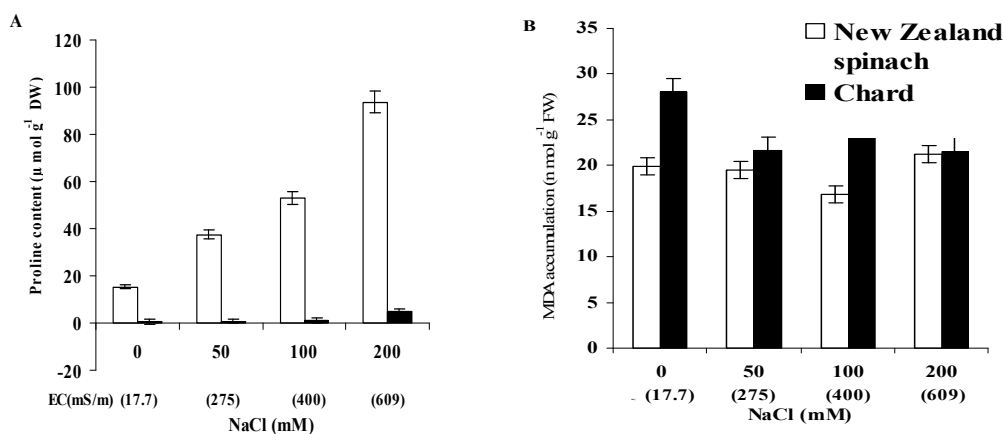 A
Proline content (µ mol g-1 DW)
120
100
80
60
40
20
0
-20
0 50 100 200
EC(mS/m) (17.7) (275) (400) (609)
NaCl (mM)
B
MDA accumulation (n mol g-1 FW)
35
30
25
20
15
10
5
0
New Zealand
spinach
Chard
0 50 100 200
(17.7) (275) (400) (609)
NaCl (mM)